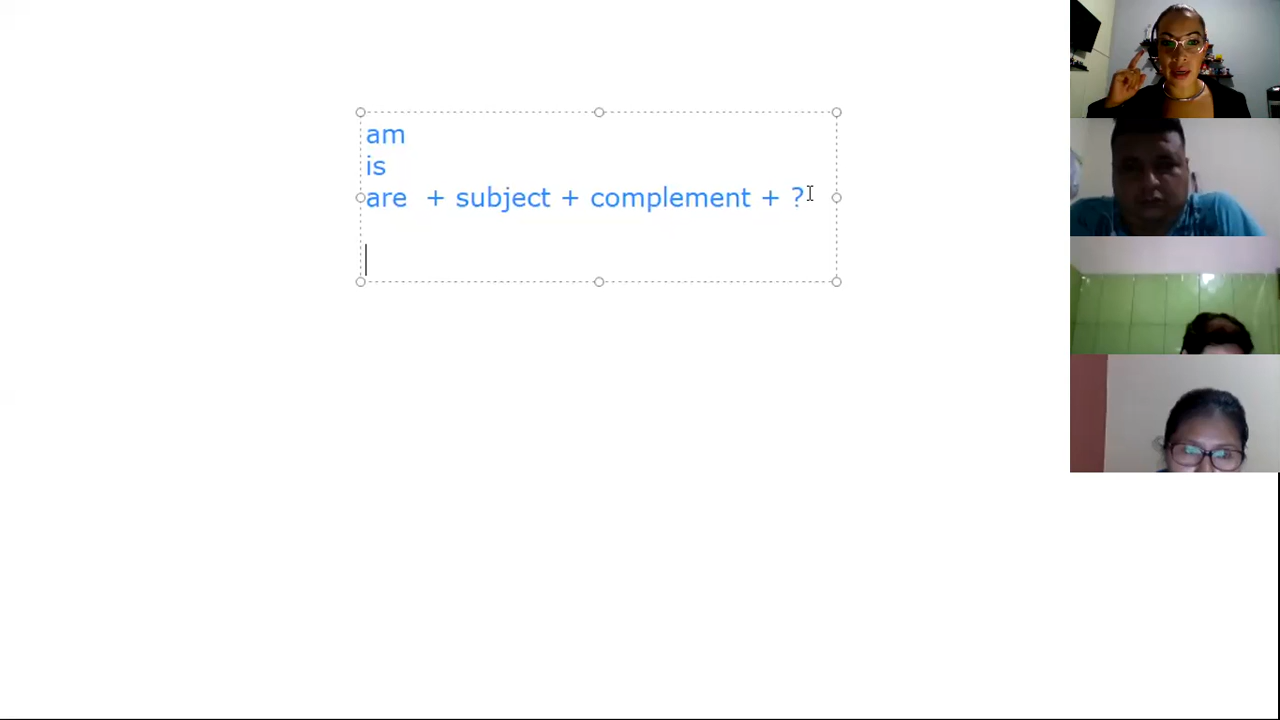 am
is
are + subject + complement + ?